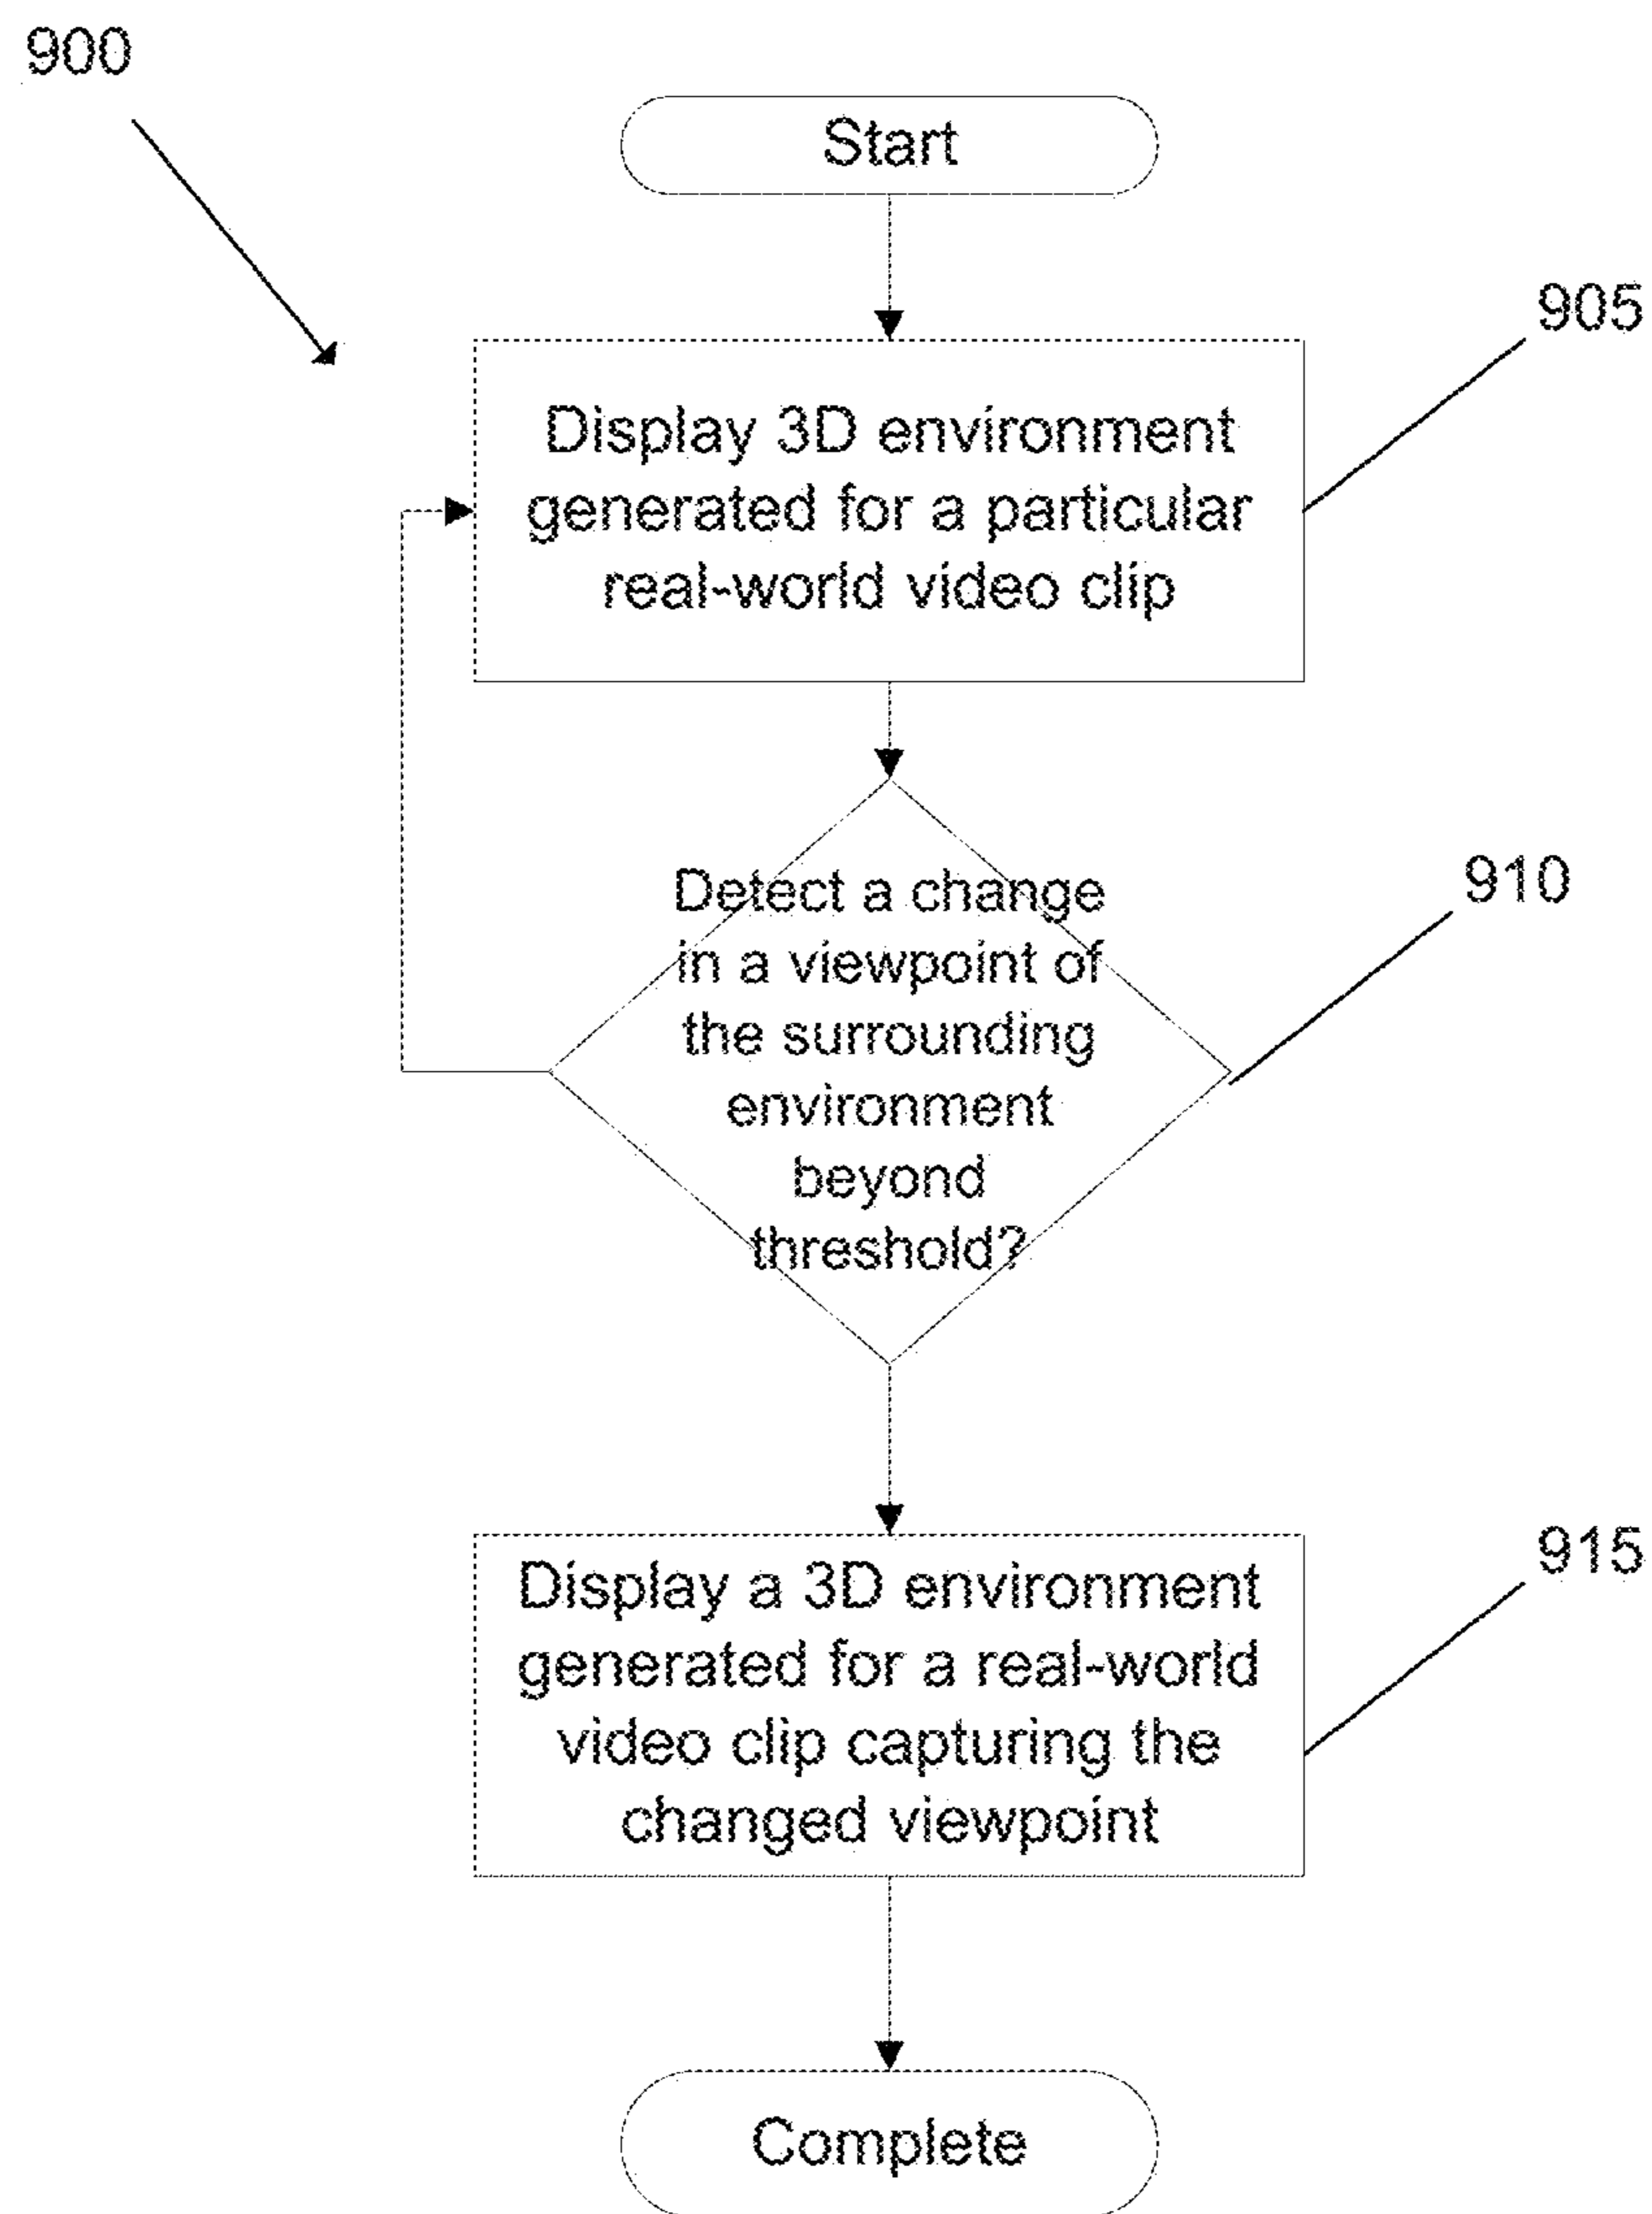 900
Start
905
Display 3D environment
generated for a particular
real-world video clip
910
Detect a change
in a viewpoint of
the surrounding
environment
beyond
threshold?
915
Display a 3D environment
generated for a real-world
video clip capturing the
changed viewpoint
Complete